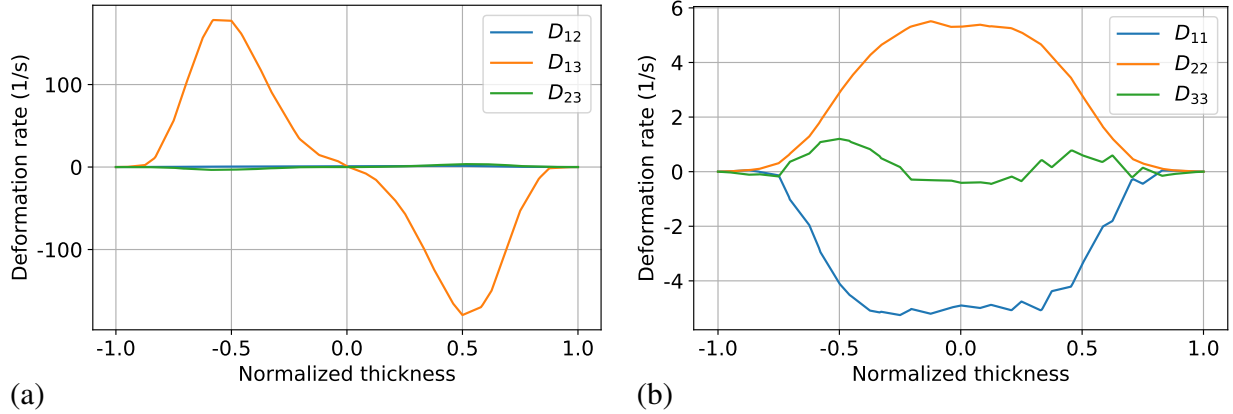 Deformation rate (1/s)
100
0
-100
-1.0 -0.5 0.0 0.5 1.0
Normalized thickness
D12
D13
D23
(a)
Deformation rate (1/s)
6
4
2
0
-2
-4
-1.0 -0.5 0.0 0.5 1.0
Normalized thickness
D11
D22
D33
(b)